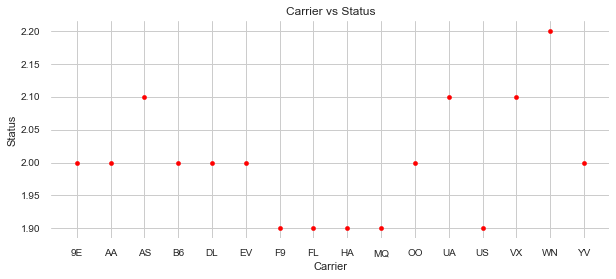 Carrier vs Status
2.20
2.15
2.10
2.05
2.00
1.95
1.90
Status
9E AA AS B6 DL EV F9 FL HA MQ OO UA US VX WN YV
Carrier